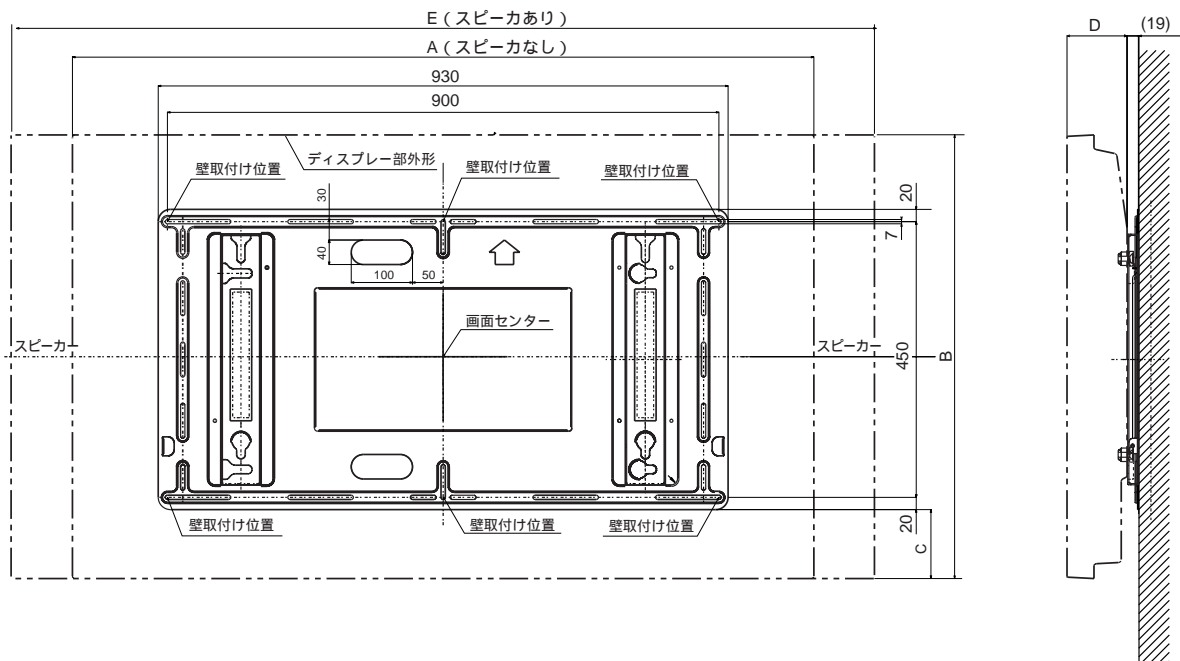 E（スピーカあり）
D
(19)
A（スピーカなし）
930
900
ディスプレー部外形
壁取付け位置
壁取付け位置
壁取付け位置
30
20
7
40
100
50
画面センター
スピーカー
スピーカー
450
B
壁取付け位置
壁取付け位置
壁取付け位置
20
C